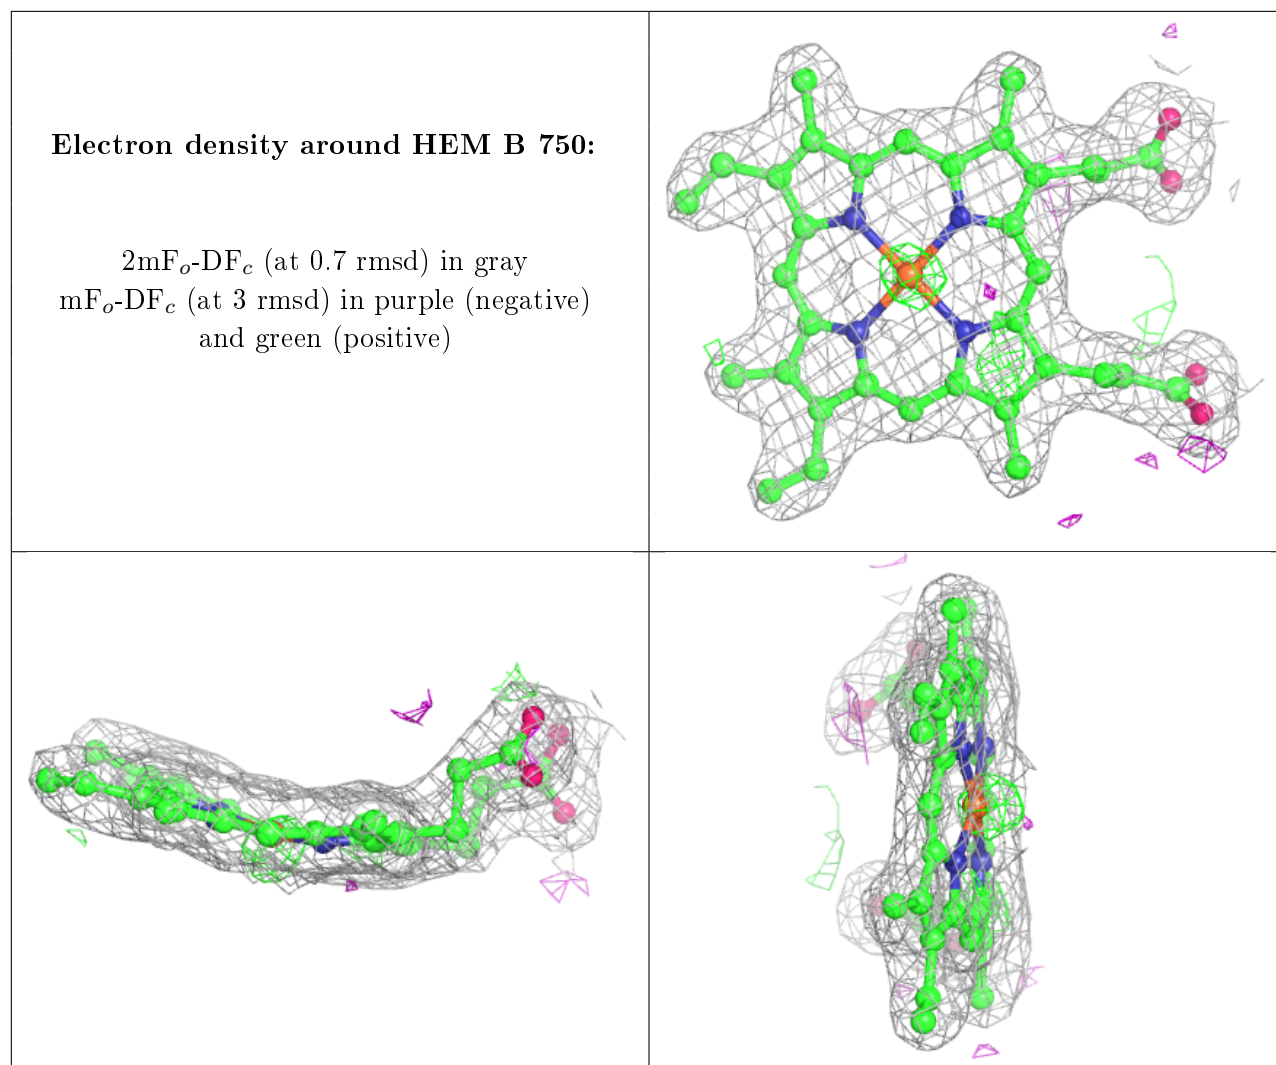 Electron density around HEM B 750:
2mFₒ-DF𝒸 (at 0.7 rmsd) in gray
mFₒ-DF𝒸 (at 3 rmsd) in purple (negative)
and green (positive)